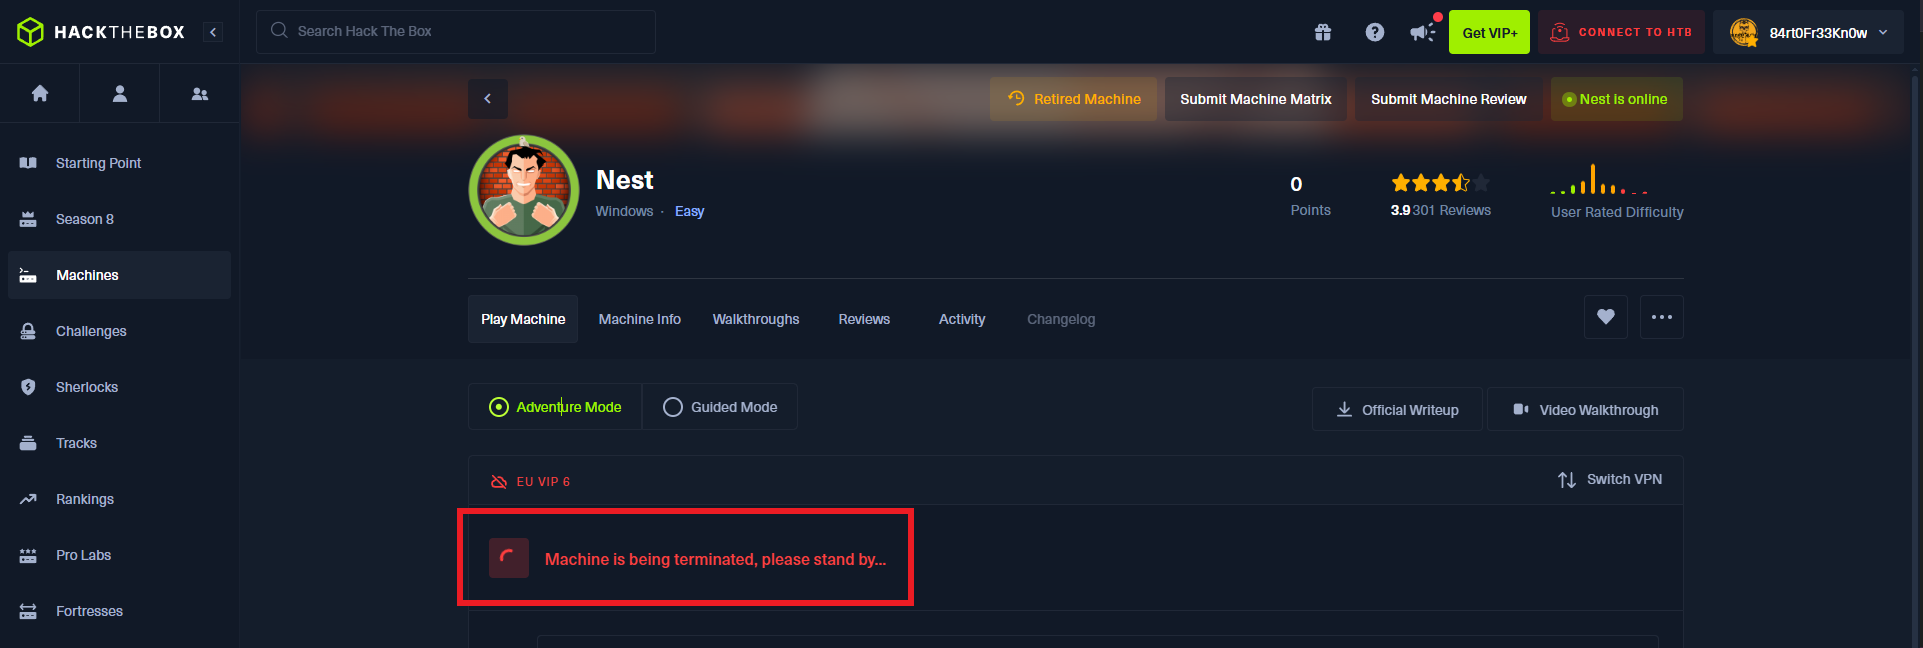 HACKTHEBOX
Search Hack The Box
Get VIP+
CONNECT TO HTB
84rt0Fr33Kn0w
Retired Machine
Submit Machine Matrix
Submit Machine Review
Nest is online
Starting Point
Season 8
Machines
Challenges
Sherlocks
Tracks
Rankings
Pro Labs
Fortresses
Nest
Windows · Easy
0
Points
3.9 301 Reviews
User Rated Difficulty
Play Machine
Machine Info
Walkthroughs
Reviews
Activity
Changelog
Adventure Mode
Guided Mode
Official Writeup
Video Walkthrough
EU VIP 6
Switch VPN
Machine is being terminated, please stand by...